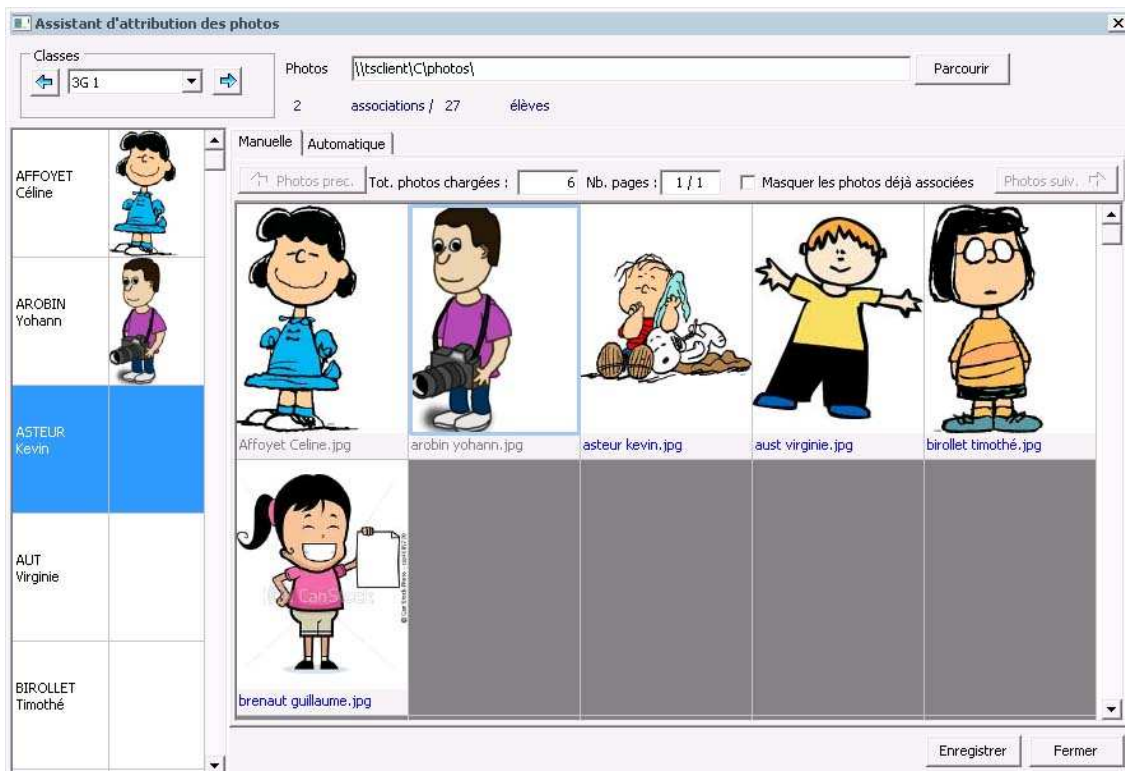 Assistant d'attribution des photos
Classes
3G 1
Photos
\\tsclient\C\photos\
Parcourir
2 associations / 27 élèves
Manuelle
Automatique
Photos prec.
Tot. photos chargées :
6
Nb. pages :
1 / 1
Masquer les photos déjà associées
Photos suiv.
AFFOYET
Céline
AROBIN
Yohann
ASTEUR
Kevin
AUT
Virginie
BIROLLET
Timothé
Affoyet Celine.jpg
arobin yohann.jpg
asteur kevin.jpg
aust virginie.jpg
birollet timothé.jpg
CanStock
brenaut guillaume.jpg
Enregistrer
Fermer